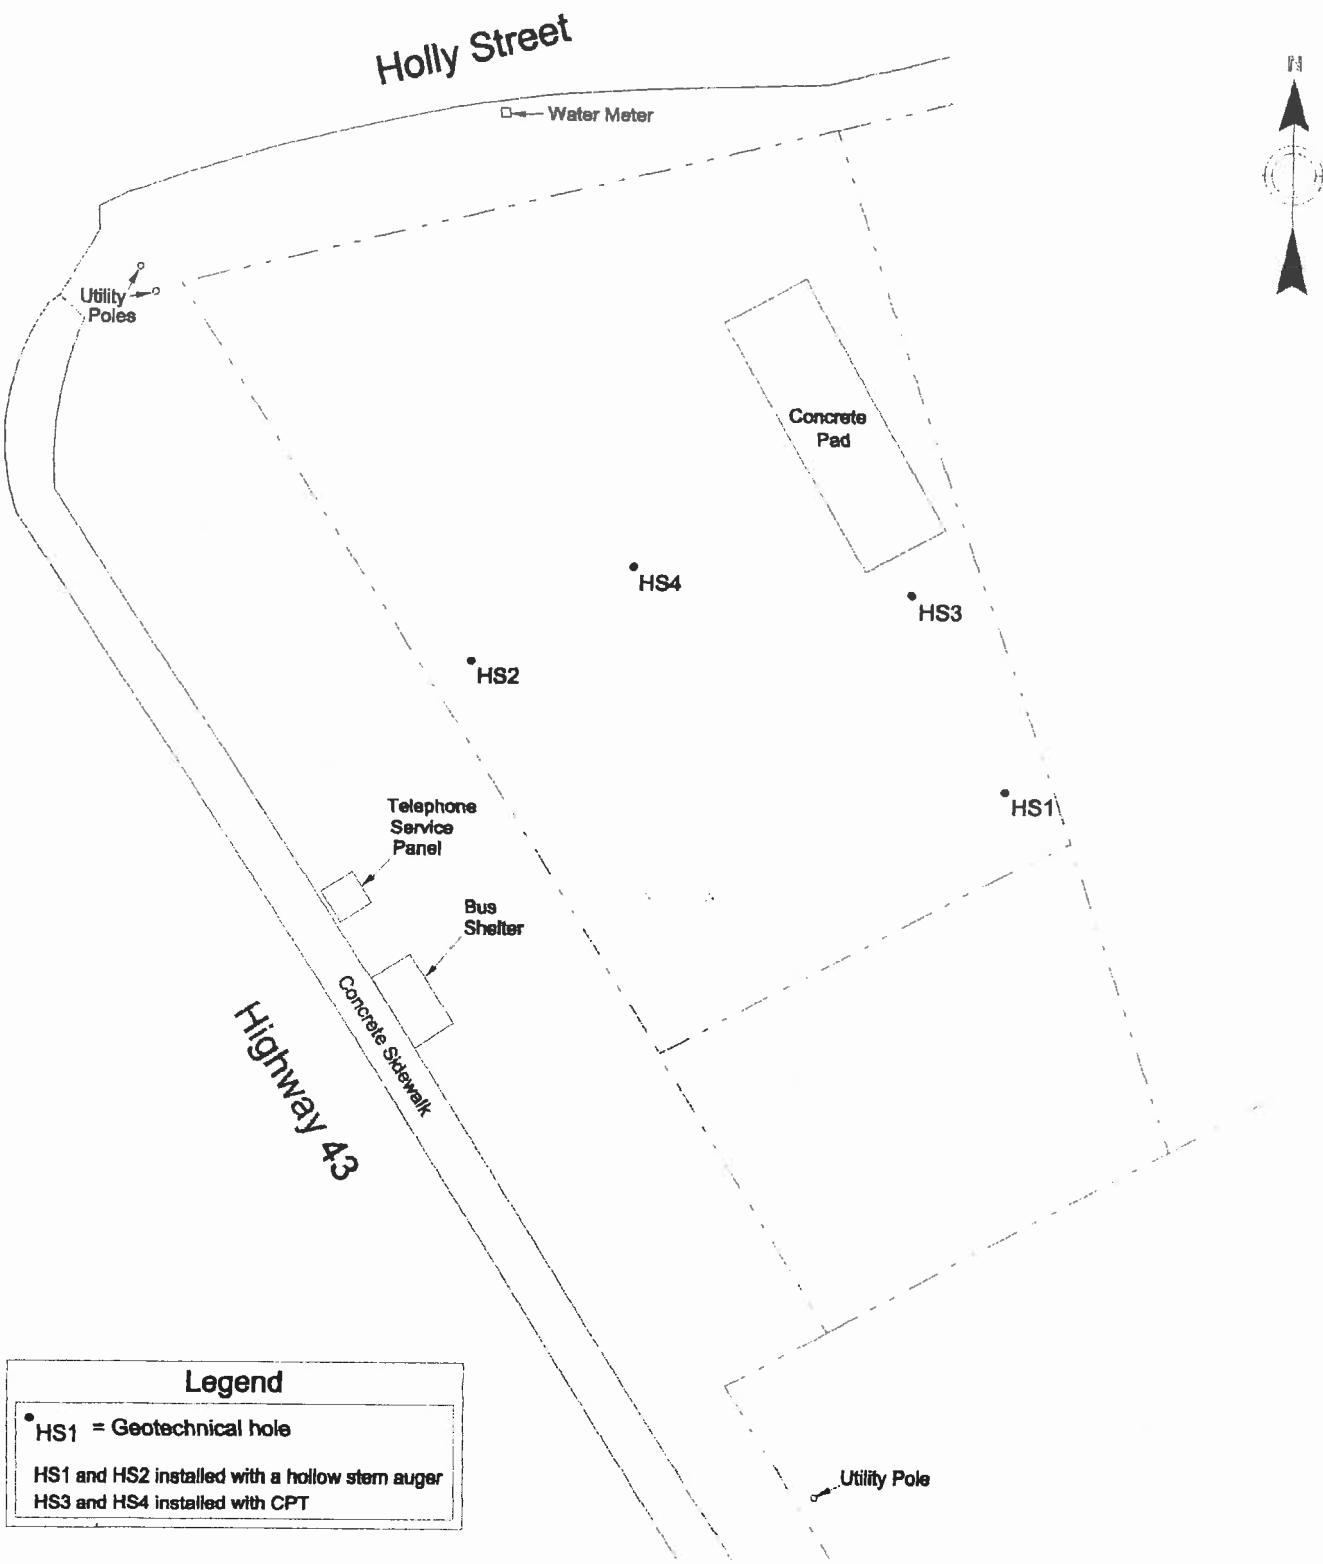 Holly Street
N
Water Meter
Utility
Poles
Concrete
Pad
HS4
HS3
HS2
HS1
Telephone
Service
Panel
Bus
Shelter
Concrete Sidewalk
Highway 43
Legend
HS1 = Geotechnical hole
HS1 and HS2 installed with a hollow stem auger
HS3 and HS4 installed with CPT
Utility Pole